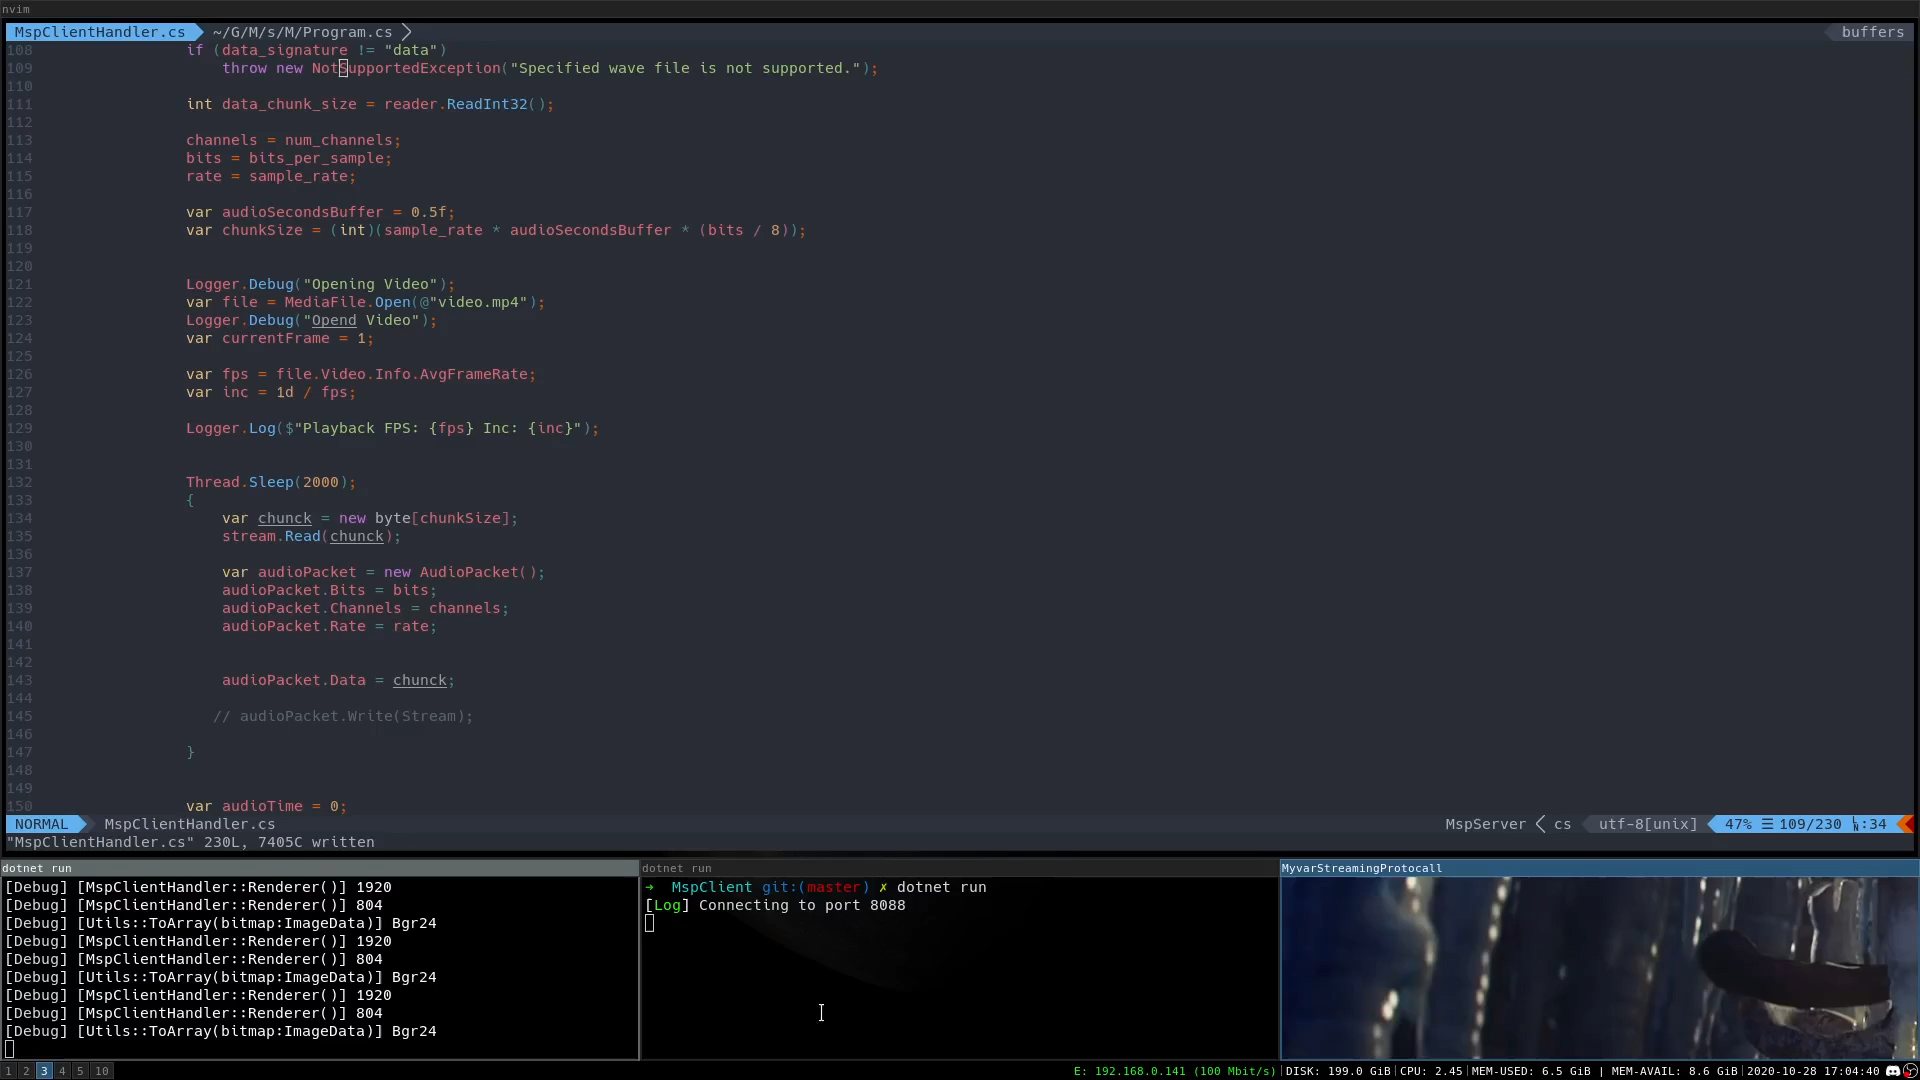 nvim
MspClientHandler.cs ~/G/M/s/M/Program.cs buffers
108 if (data_signature != "data")
109 throw new NotSupportedException("Specified wave file is not supported.");
110
111 int data_chunk_size = reader.ReadInt32();
112
113 channels = num_channels;
114 bits = bits_per_sample;
115 rate = sample_rate;
116
117 var audioSecondsBuffer = 0.5f;
118 var chunkSize = (int)(sample_rate * audioSecondsBuffer * (bits / 8));
119
120
121 Logger.Debug("Opening Video");
122 var file = MediaFile.Open(@"video.mp4");
123 Logger.Debug("Opend Video");
124 var currentFrame = 1;
125
126 var fps = file.Video.Info.AvgFrameRate;
127 var inc = 1d / fps;
128
129 Logger.Log($"Playback FPS: {fps} Inc: {inc}");
130
131
132 Thread.Sleep(2000);
133 {
134 var chunck = new byte[chunkSize];
135 stream.Read(chunck);
136
137 var audioPacket = new AudioPacket();
138 audioPacket.Bits = bits;
139 audioPacket.Channels = channels;
140 audioPacket.Rate = rate;
141
142
143 audioPacket.Data = chunck;
144
145 // audioPacket.Write(Stream);
146
147 }
148
149
150 var audioTime = 0;
NORMAL MspClientHandler.cs MspServer < cs utf-8[unix] 47% ☰ 109/230 ㏑:34
"MspClientHandler.cs" 230L, 7405C written
dotnet run
[Debug] [MspClientHandler::Renderer()] 1920
[Debug] [MspClientHandler::Renderer()] 804
[Debug] [Utils::ToArray(bitmap:ImageData)] Bgr24
[Debug] [MspClientHandler::Renderer()] 1920
[Debug] [MspClientHandler::Renderer()] 804
[Debug] [Utils::ToArray(bitmap:ImageData)] Bgr24
[Debug] [MspClientHandler::Renderer()] 1920
[Debug] [MspClientHandler::Renderer()] 804
[Debug] [Utils::ToArray(bitmap:ImageData)] Bgr24
dotnet run
➜ MspClient git:(master) ✗ dotnet run
[Log] Connecting to port 8088
MyvarStreamingProtocall
1 2 3 4 5 10 E: 192.168.0.141 (100 Mbit/s) | DISK: 199.0 GiB | CPU: 2.45 | MEM-USED: 6.5 GiB | MEM-AVAIL: 8.6 GiB | 2020-10-28 17:04:40